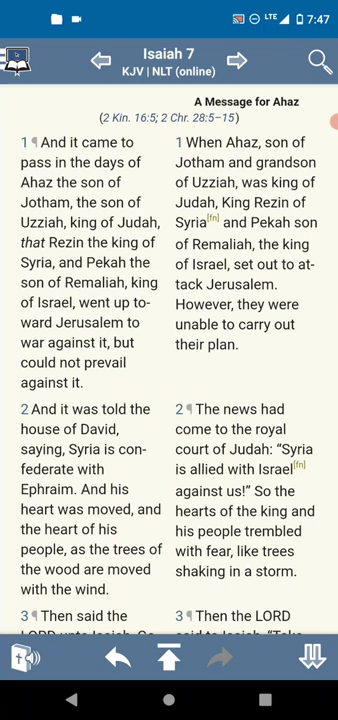 LTE 7:47
Isaiah 7
KJV | NLT (online)
A Message for Ahaz
(2 Kin. 16:5; 2 Chr. 28:5–15)
1 ¶ And it came to
pass in the days of
Ahaz the son of
Jotham, the son of
Uzziah, king of Judah,
that Rezin the king of
Syria, and Pekah the
son of Remaliah, king
of Israel, went up to-
ward Jerusalem to
war against it, but
could not prevail
against it.
1 When Ahaz, son of
Jotham and grandson
of Uzziah, was king of
Judah, King Rezin of
Syria[fn] and Pekah son
of Remaliah, the king
of Israel, set out to at-
tack Jerusalem.
However, they were
unable to carry out
their plan.
2 And it was told the
house of David,
saying, Syria is con-
federate with
Ephraim. And his
heart was moved, and
the heart of his
people, as the trees of
the wood are moved
with the wind.
2 ¶ The news had
come to the royal
court of Judah: “Syria
is allied with Israel[fn]
against us!” So the
hearts of the king and
his people trembled
with fear, like trees
shaking in a storm.
3 ¶ Then said the
LORD unto Isaiah, Go
3 ¶ Then the LORD
said to Isaiah, “Take